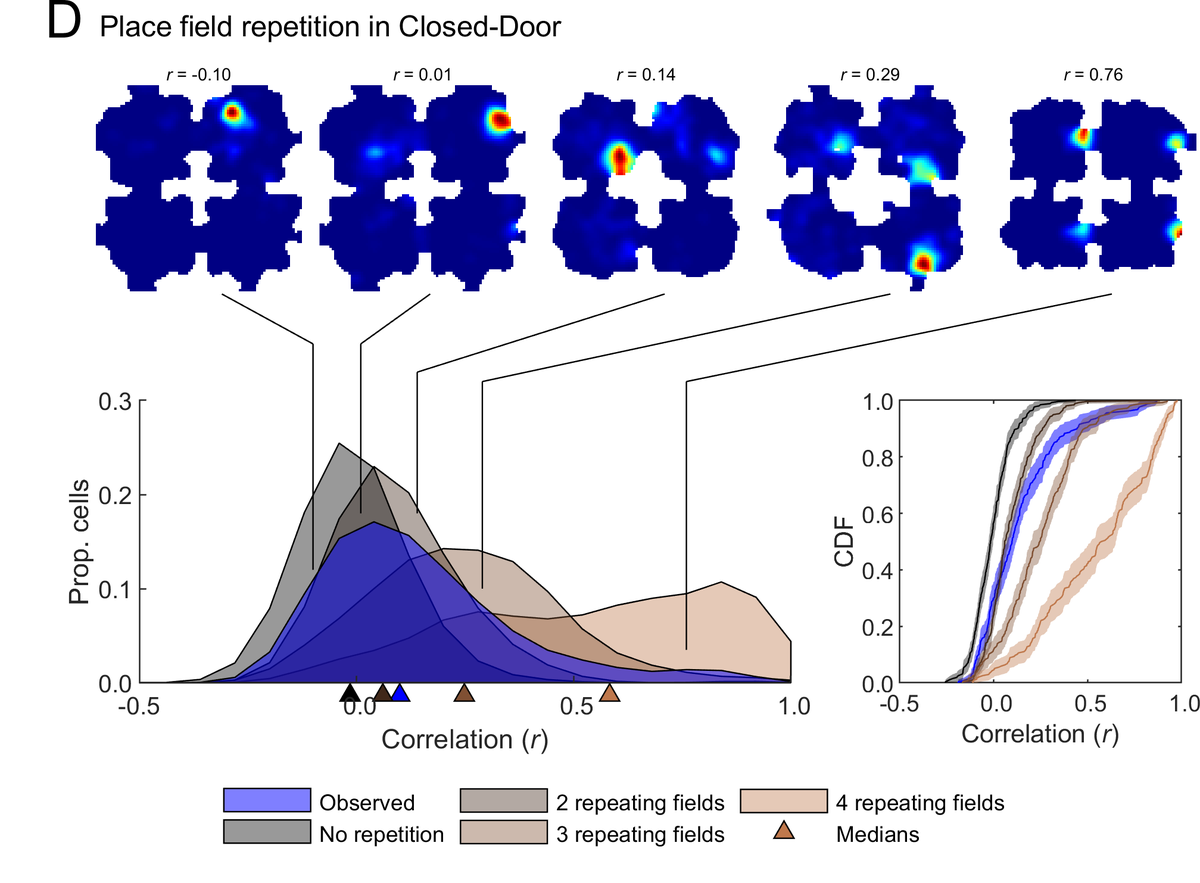 D Place field repetition in Closed-Door
r = -0.10 r = 0.01 r = 0.14 r = 0.29 r = 0.76
0.3
0.2
0.1
0.0
Prop. cells
-0.5 0.0 0.5 1.0
Correlation (r)
1.0
0.8
0.6
0.4
0.2
0.0
CDF
-0.5 0.0 0.5 1.0
Correlation (r)
Observed 2 repeating fields 4 repeating fields
No repetition 3 repeating fields Medians